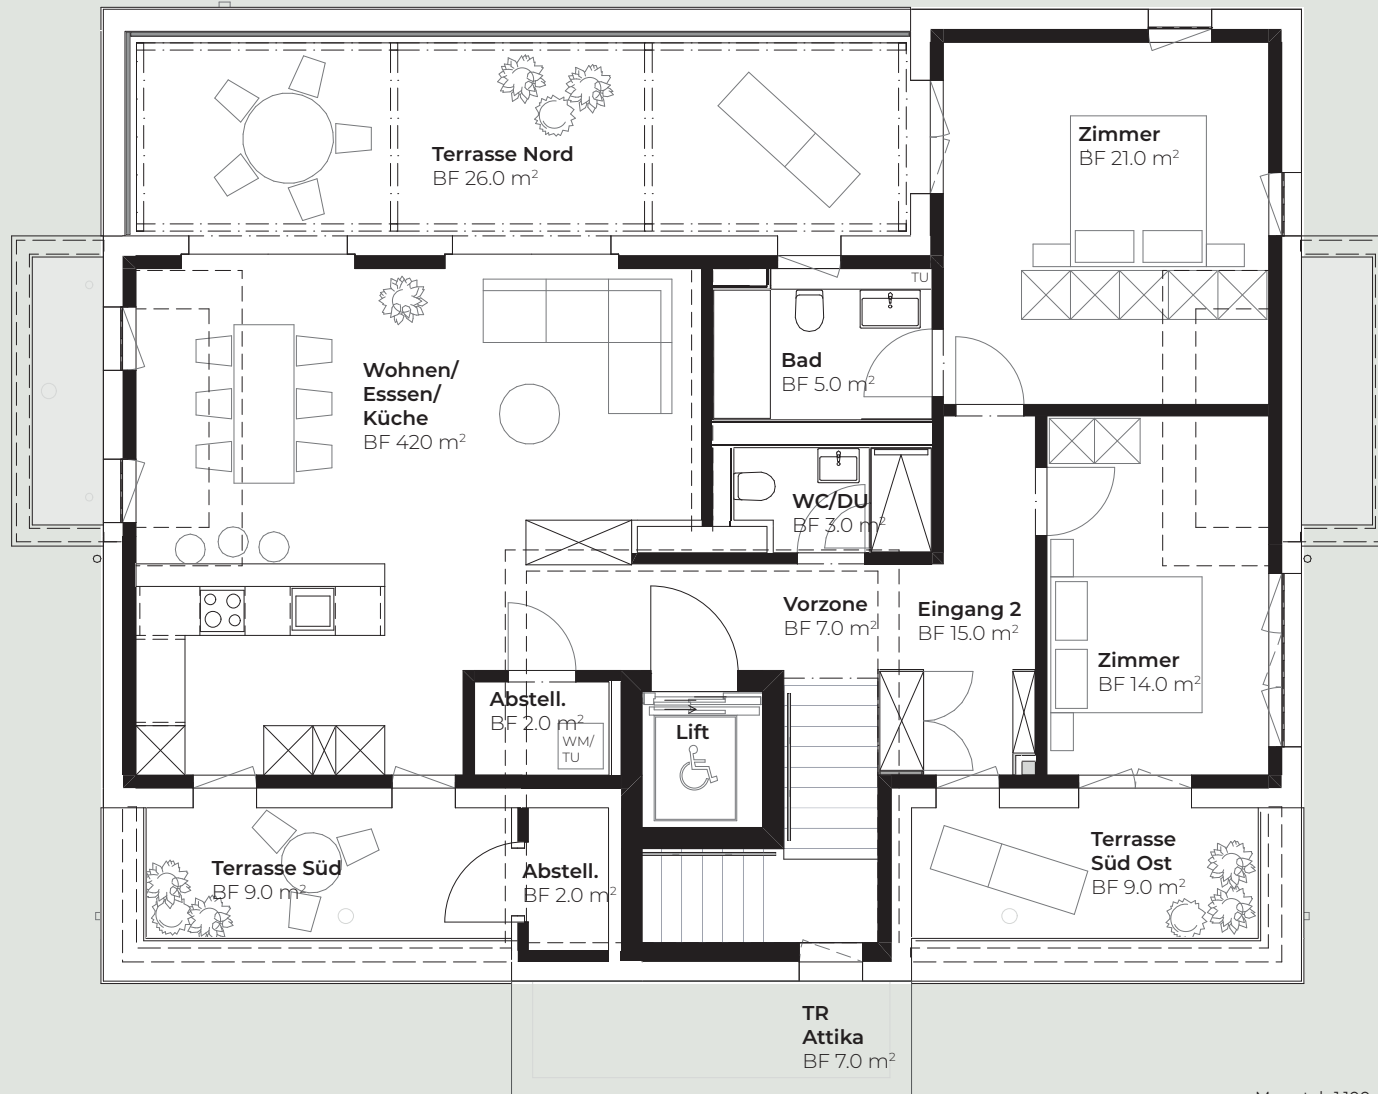 Terrasse Nord
BF 26.0 m²
Zimmer
BF 21.0 m²
TU
Wohnen/
Esssen/
Küche
BF 420 m²
Bad
BF 5.0 m²
WC/DU
BF 3.0 m²
Vorzone
BF 7.0 m²
Eingang 2
BF 15.0 m²
Zimmer
BF 14.0 m²
Abstell.
BF 2.0 m²
WM/
TU
Lift
Terrasse Süd
BF 9.0 m²
Abstell.
BF 2.0 m²
Terrasse
Süd Ost
BF 9.0 m²
TR
Attika
BF 7.0 m²